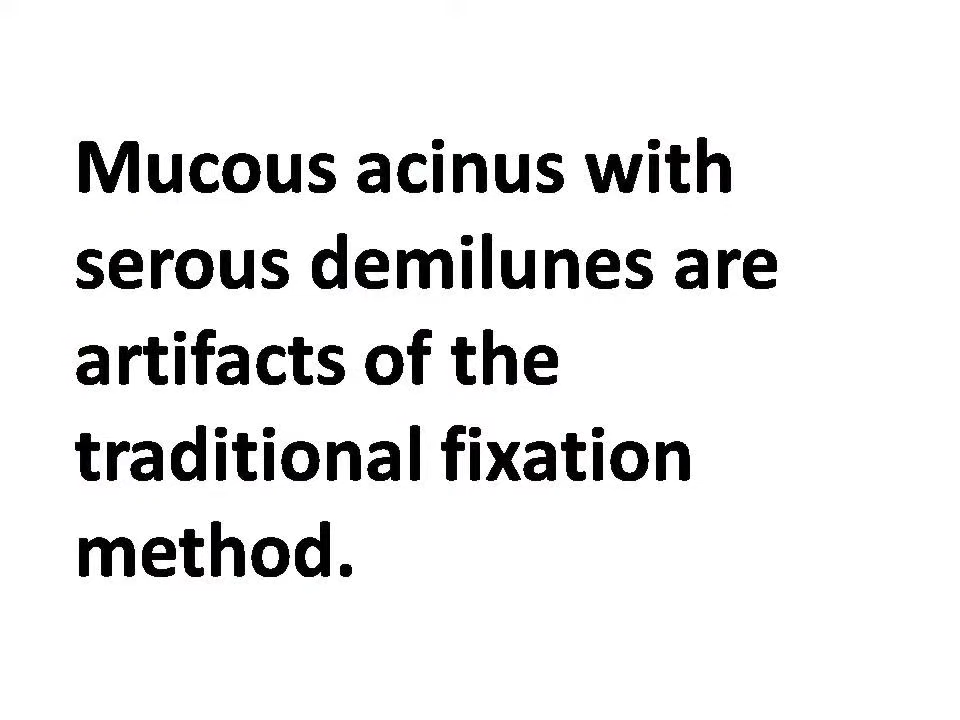 Mucous acinus with
serous demilunes are
artifacts of the
traditional fixation
method.